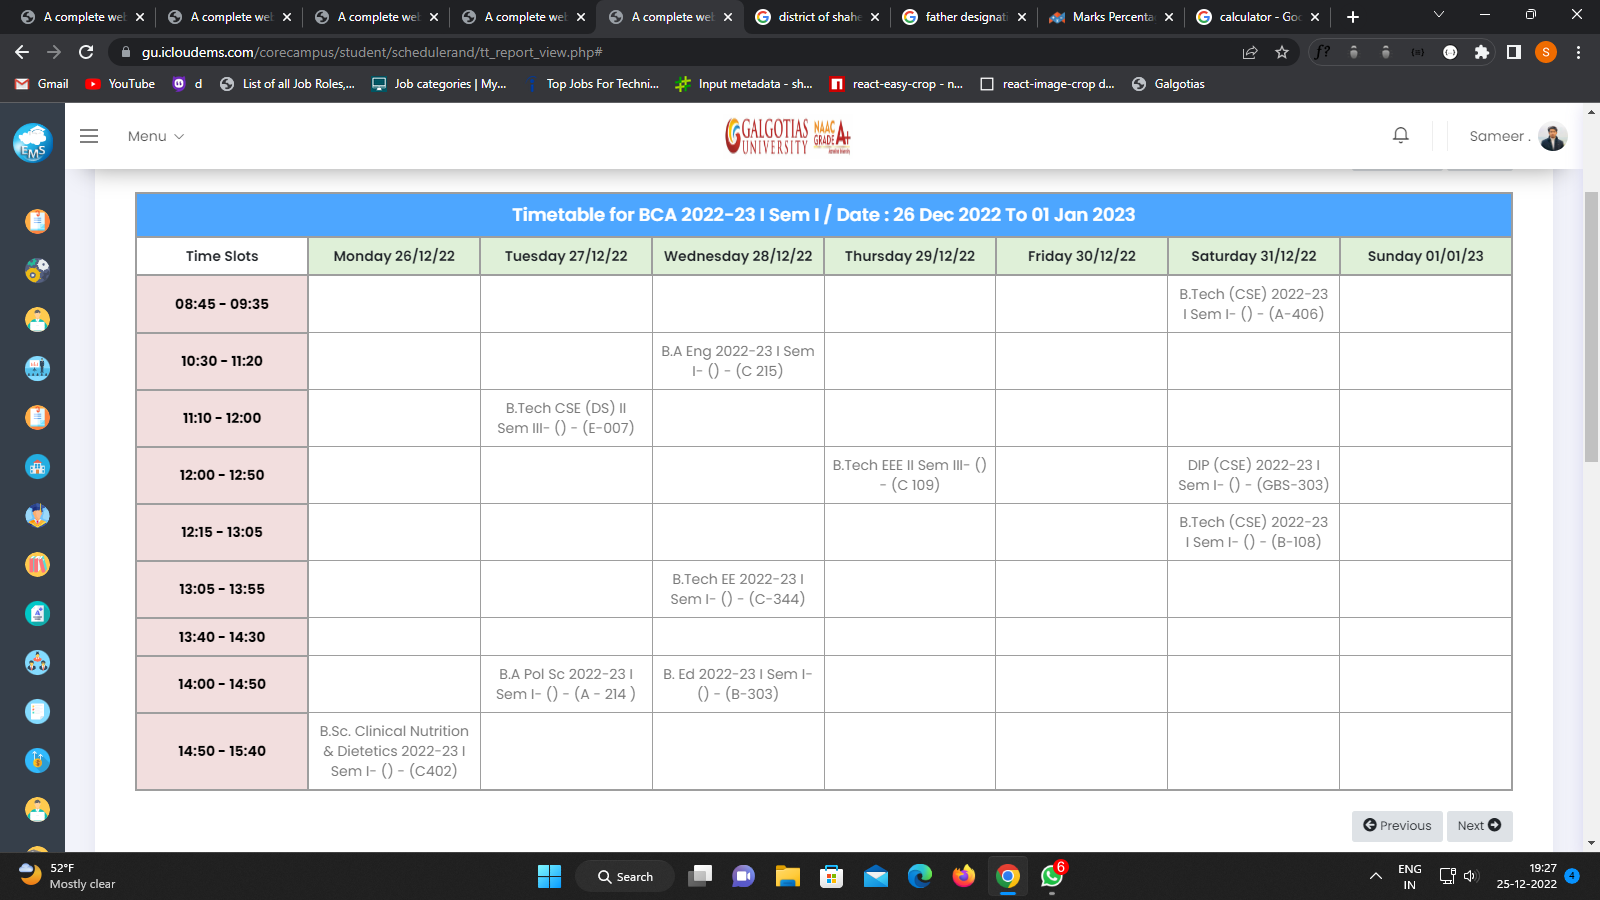 A complete we
A complete we
A complete we
A complete we
A complete we
district of shahe
father designati
Marks Percenta
calculator - Goo
gu.icloudems.com/corecampus/student/schedulerand/tt_report_view.php#
f?
S
Gmail
YouTube
d
List of all Job Roles,...
Job categories | My...
Top Jobs For Techni...
Input metadata - sh...
react-easy-crop - n...
react-image-crop d...
Galgotias
EMS
Menu
GALGOTIAS
UNIVERSITY
NAAC
GRADE
A+
Sameer .
Timetable for BCA 2022-23 I Sem I / Date : 26 Dec 2022 To 01 Jan 2023
Time Slots Monday 26/12/22 Tuesday 27/12/22 Wednesday 28/12/22 Thursday 29/12/22 Friday 30/12/22 Saturday 31/12/22 Sunday 01/01/23
08:45 - 09:35
B.Tech (CSE) 2022-23
I Sem I- () - (A-406)
10:30 - 11:20
B.A Eng 2022-23 I Sem
I- () - (C 215)
11:10 - 12:00
B.Tech CSE (DS) II
Sem III- () - (E-007)
12:00 - 12:50
B.Tech EEE II Sem III- ()
- (C 109)
DIP (CSE) 2022-23 I
Sem I- () - (GBS-303)
12:15 - 13:05
B.Tech (CSE) 2022-23
I Sem I- () - (B-108)
13:05 - 13:55
B.Tech EE 2022-23 I
Sem I- () - (C-344)
13:40 - 14:30
14:00 - 14:50
B.A Pol Sc 2022-23 I
Sem I- () - (A - 214 )
B. Ed 2022-23 I Sem I-
() - (B-303)
14:50 - 15:40
B.Sc. Clinical Nutrition
& Dietetics 2022-23 I
Sem I- () - (C402)
Previous
Next
52°F
Mostly clear
Search
6
ENG
IN
19:27
25-12-2022
4